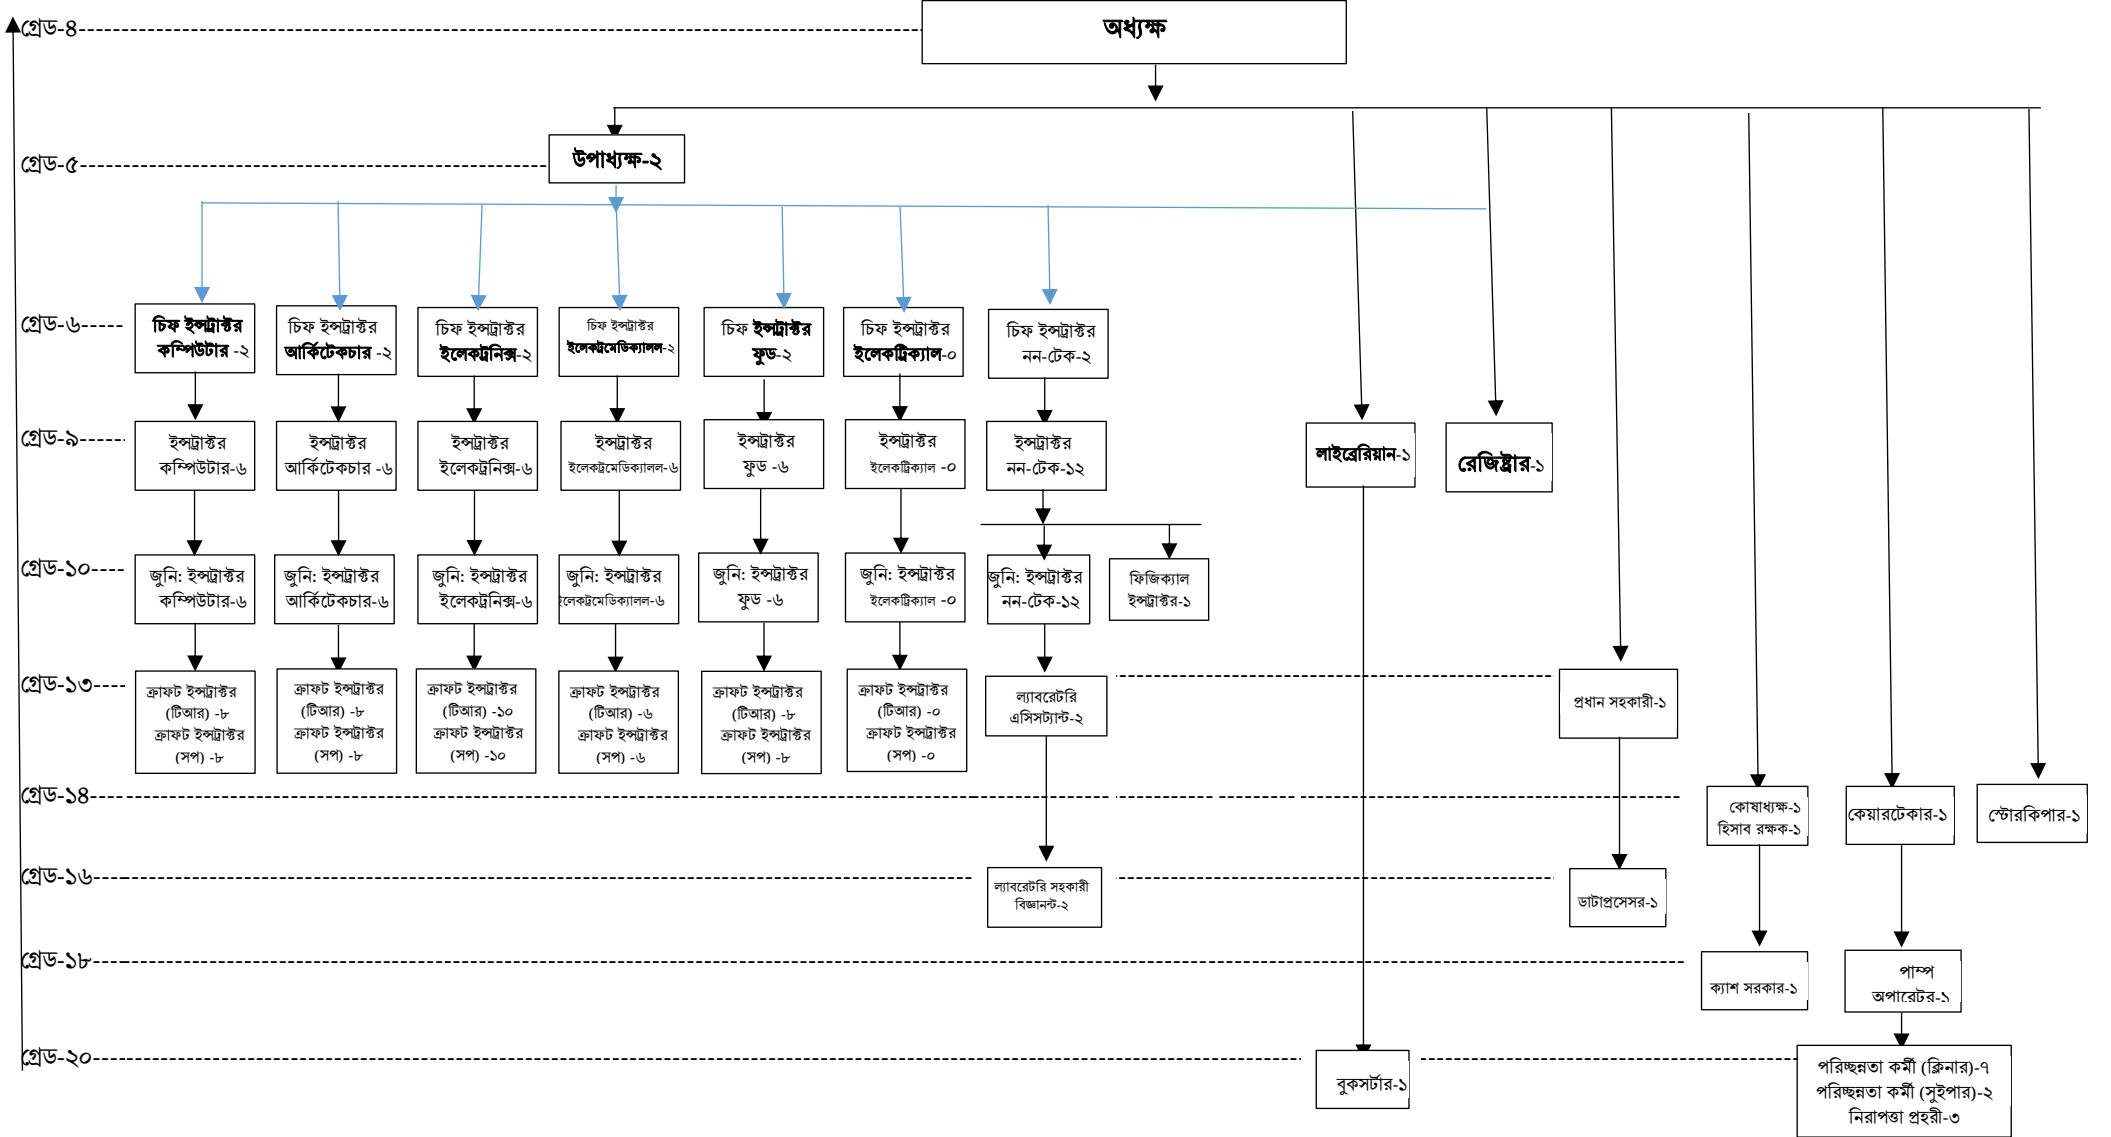 গ্রেড-৪
অধ্যক্ষ
গ্রেড-৫
উপাধ্যক্ষ-২
গ্রেড-৬
চিফ ইন্সট্রাক্টর
কম্পিউটার -২
চিফ ইন্সট্রাক্টর
আর্কিটেকচার -২
চিফ ইন্সট্রাক্টর
ইলেকট্রনিক্স-২
চিফ ইন্সট্রাক্টর
ইলেকট্রমেডিক্যালল-২
চিফ ইন্সট্রাক্টর
ফুড-২
চিফ ইন্সট্রাক্টর
ইলেকট্রিক্যাল-০
চিফ ইন্সট্রাক্টর
নন-টেক-২
গ্রেড-৯
ইন্সট্রাক্টর
কম্পিউটার-৬
ইন্সট্রাক্টর
আর্কিটেকচার -৬
ইন্সট্রাক্টর
ইলেকট্রনিক্স-৬
ইন্সট্রাক্টর
ইলেকট্রমেডিক্যালল-৬
ইন্সট্রাক্টর
ফুড -৬
ইন্সট্রাক্টর
ইলেকট্রিক্যাল -০
ইন্সট্রাক্টর
নন-টেক-১২
লাইব্রেরিয়ান-১
রেজিষ্ট্রার-১
গ্রেড-১০
জুনি: ইন্সট্রাক্টর
কম্পিউটার-৬
জুনি: ইন্সট্রাক্টর
আর্কিটেকচার-৬
জুনি: ইন্সট্রাক্টর
ইলেকট্রনিক্স-৬
জুনি: ইন্সট্রাক্টর
ইলেকট্রমেডিক্যালল-৬
জুনি: ইন্সট্রাক্টর
ফুড -৬
জুনি: ইন্সট্রাক্টর
ইলেকট্রিক্যাল -০
জুনি: ইন্সট্রাক্টর
নন-টেক-১২
ফিজিক্যাল
ইন্সট্রাক্টর-১
গ্রেড-১৩
ক্রাফট ইন্সট্রাক্টর
(টিআর) -৮
ক্রাফট ইন্সট্রাক্টর
(সপ) -৮
ক্রাফট ইন্সট্রাক্টর
(টিআর) -৮
ক্রাফট ইন্সট্রাক্টর
(সপ) -৮
ক্রাফট ইন্সট্রাক্টর
(টিআর) -১০
ক্রাফট ইন্সট্রাক্টর
(সপ) -১০
ক্রাফট ইন্সট্রাক্টর
(টিআর) -৬
ক্রাফট ইন্সট্রাক্টর
(সপ) -৬
ক্রাফট ইন্সট্রাক্টর
(টিআর) -৮
ক্রাফট ইন্সট্রাক্টর
(সপ) -৮
ক্রাফট ইন্সট্রাক্টর
(টিআর) -০
ক্রাফট ইন্সট্রাক্টর
(সপ) -০
ল্যাবরেটরি
এসিসট্যান্ট-২
প্রধান সহকারী-১
গ্রেড-১৪
কোষাধ্যক্ষ-১
হিসাব রক্ষক-১
কেয়ারটেকার-১
স্টোরকিপার-১
গ্রেড-১৬
ল্যাবরেটরি সহকারী
বিজ্ঞানন্ট-২
ডাটাপ্রসেসর-১
গ্রেড-১৮
ক্যাশ সরকার-১
পাম্প
অপারেটর-১
গ্রেড-২০
বুকসর্টার-১
পরিচ্ছন্নতা কর্মী (ক্লিনার)-৭
পরিচ্ছন্নতা কর্মী (সুইপার)-২
নিরাপত্তা প্রহরী-৩